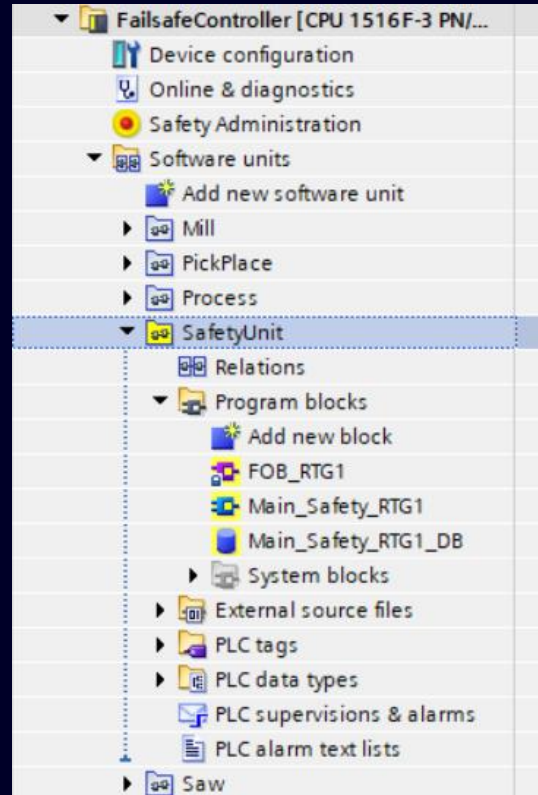 FailsafeController [CPU 1516F-3 PN/...
Device configuration
Online & diagnostics
Safety Administration
Software units
Add new software unit
Mill
PickPlace
Process
SafetyUnit
Relations
Program blocks
Add new block
FOB_RTG1
Main_Safety_RTG1
Main_Safety_RTG1_DB
System blocks
External source files
PLC tags
PLC data types
PLC supervisions & alarms
PLC alarm text lists
Saw